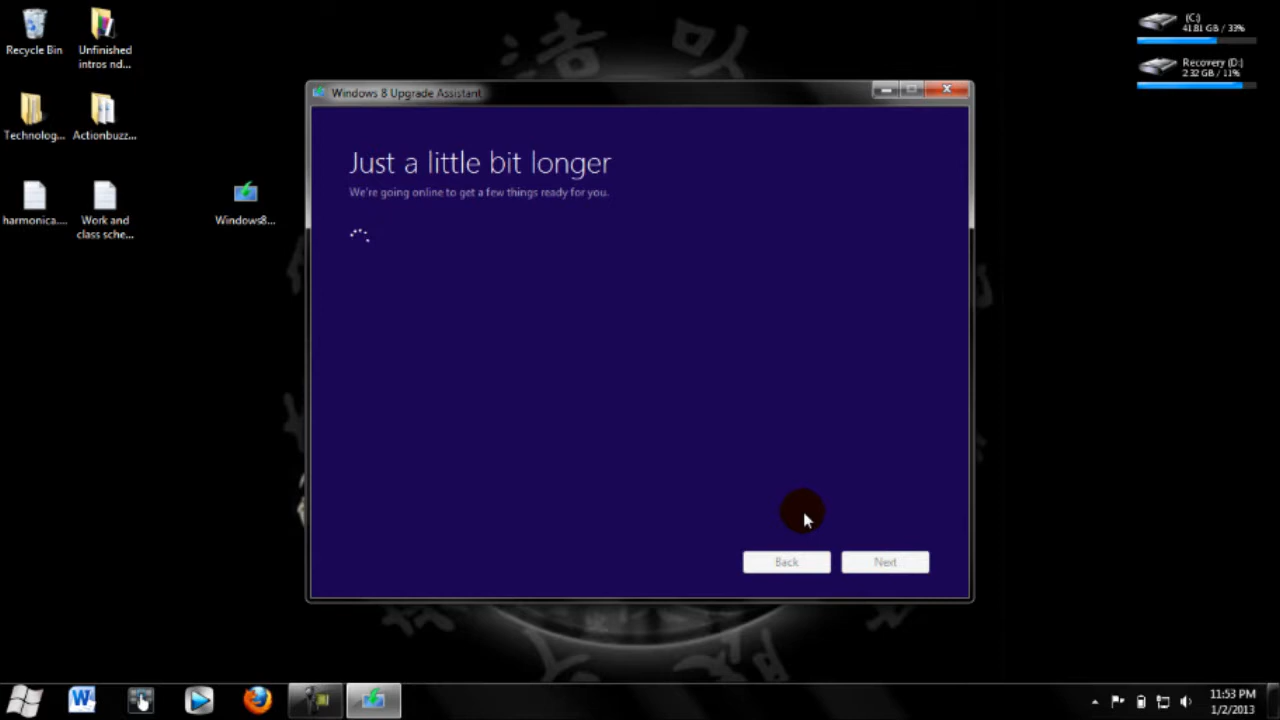 Recycle Bin
Unfinished
intros nd...
Technolog...
Actionbuzz...
harmonica....
Work and
class sche...
Windows8...
(C:)
41.81 GB / 33%
Recovery (D:)
2.32 GB / 11%
Windows 8 Upgrade Assistant
Just a little bit longer
We're going online to get a few things ready for you.
Back
Next
11:53 PM
1/2/2013